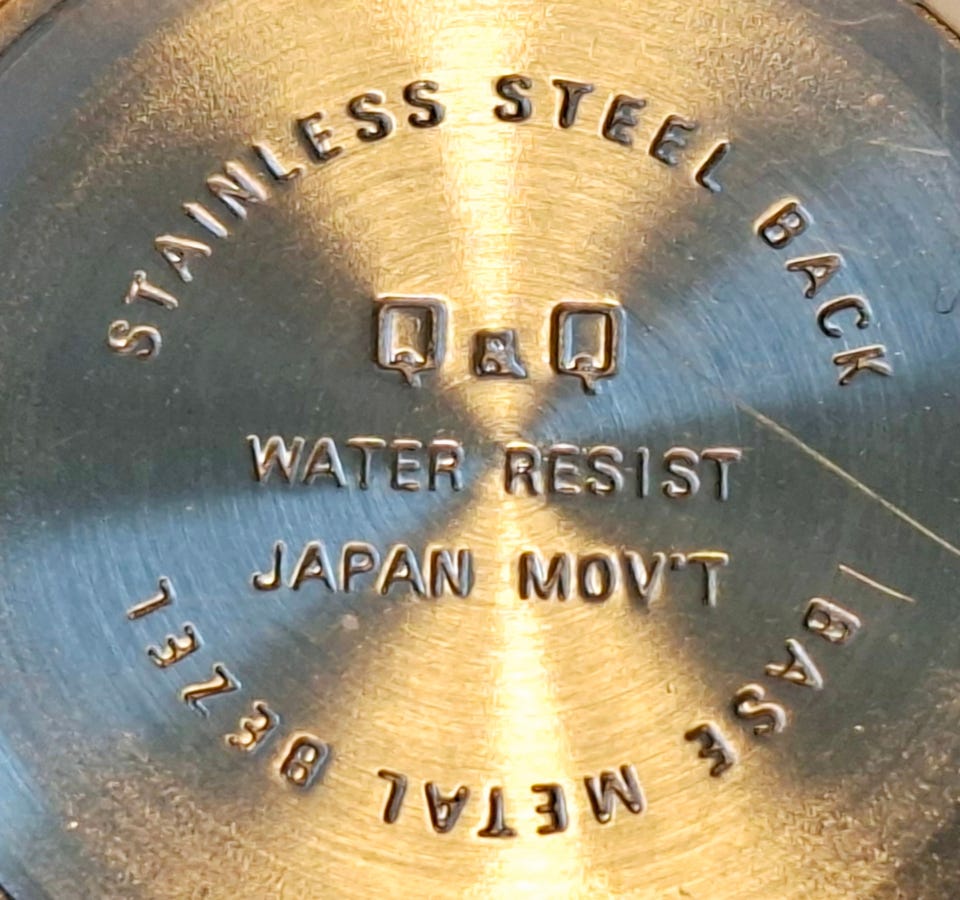 STAINLESS STEEL BACK
Q&Q
WATER RESIST
JAPAN MOV'T
BASE METAL BEZEL